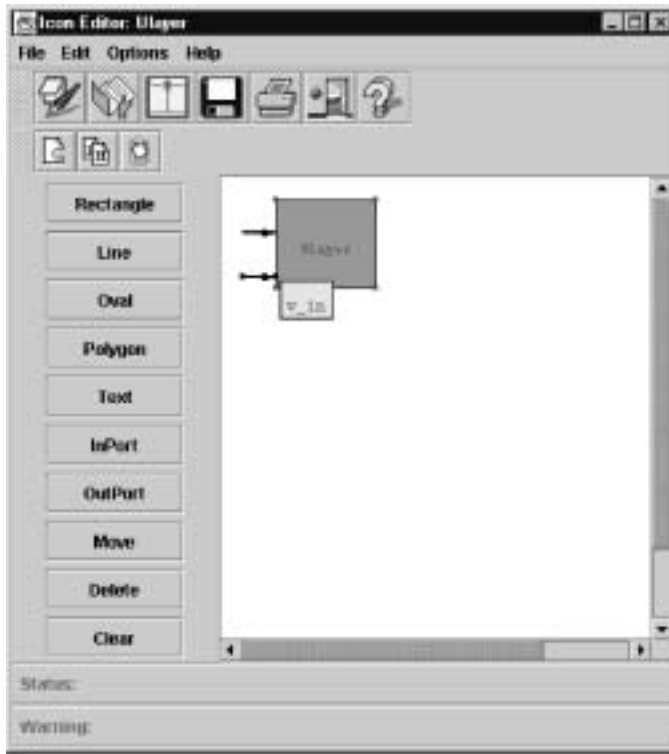 Icon Editor: Ulayer
File Edit Options Help
Rectangle
Line
Oval
Polygon
Text
InPort
OutPort
Move
Delete
Clear
Ulayer
v_in
Status:
Warning: